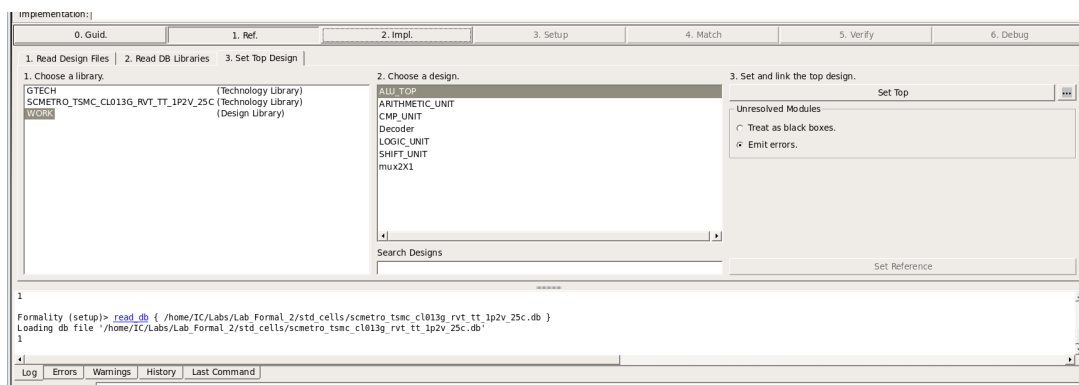 Implementation:
0. Guid. 1. Ref. 2. Impl. 3. Setup 4. Match 5. Verify 6. Debug
1. Read Design Files 2. Read DB Libraries 3. Set Top Design
1. Choose a library. 2. Choose a design. 3. Set and link the top design.
GTECH (Technology Library)
SCMETRO_TSMC_CL013G_RVT_TT_1P2V_25C (Technology Library)
WORK (Design Library)
ALU_TOP
ARITHMETIC_UNIT
CMP_UNIT
Decoder
LOGIC_UNIT
SHIFT_UNIT
mux2X1
Search Designs
Set Top ...
Unresolved Modules
Treat as black boxes.
Emit errors.
Set Reference
1
Formality (setup)> read_db { /home/IC/Labs/Lab_Formal_2/std_cells/scmetro_tsmc_cl013g_rvt_tt_1p2v_25c.db }
Loading db file '/home/IC/Labs/Lab_Formal_2/std_cells/scmetro_tsmc_cl013g_rvt_tt_1p2v_25c.db'
1
Log Errors Warnings History Last Command